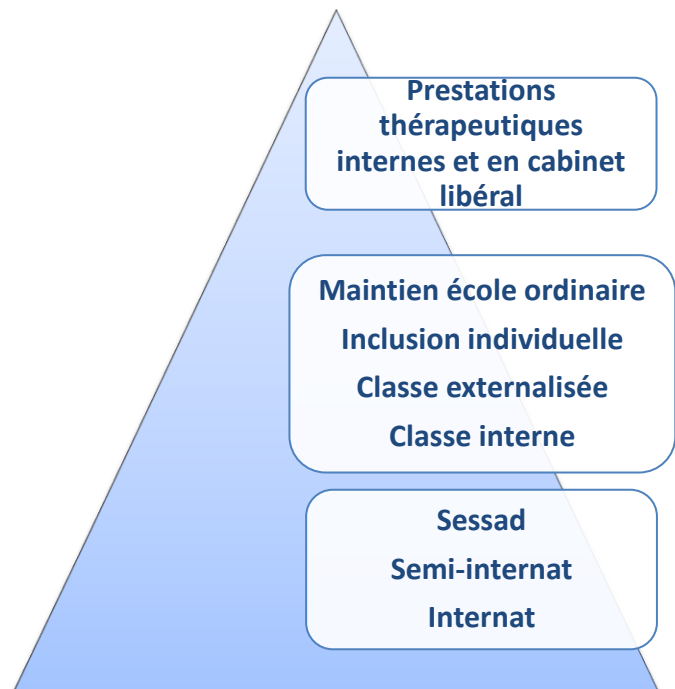 Prestations
thérapeutiques
internes et en cabinet
libéral
Maintien école ordinaire
Inclusion individuelle
Classe externalisée
Classe interne
Sessad
Semi-internat
Internat